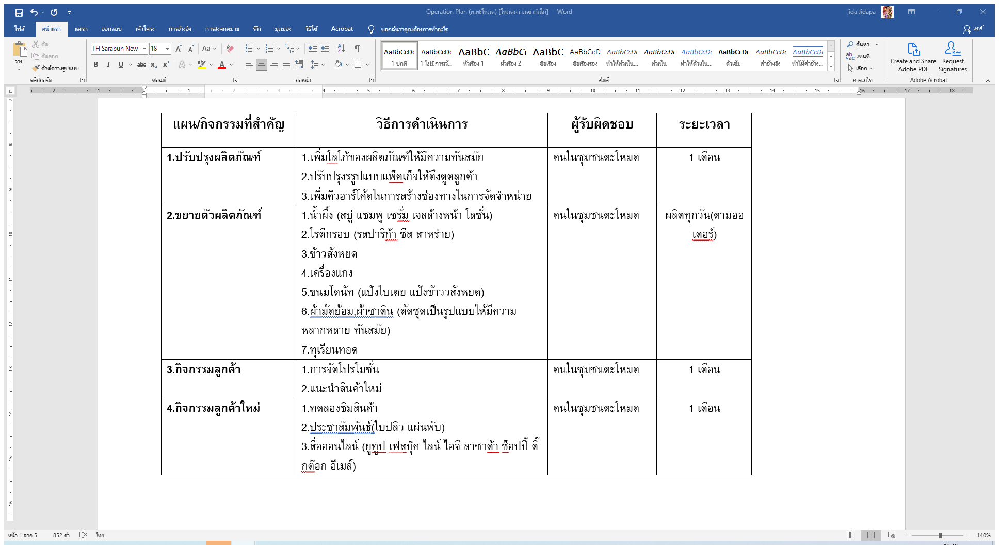 Operation Plan (ต.ตะโหมด) [โหมดความเข้ากันได้] - Word
jida Jidapa
ไฟล์ หน้าแรก แทรก ออกแบบ เค้าโครง การอ้างอิง การส่งจดหมาย รีวิว มุมมอง วิธีใช้ Acrobat บอกฉันว่าคุณต้องการทำอะไร แชร์
วาง
ตัด
คัดลอก
ตัวคัดวางรูปแบบ
คลิปบอร์ด
TH Sarabun New 18
ฟอนต์
ย่อหน้า
AaBbCcDc AaBbCcDc AaBbC AaBbCc AaBbC AaBbCcD AaBbCcDc AaBbCcDc AaBbCcDc AaBbCcDc AaBbCcDc AaBbCcDc
¶ ปกติ ¶ ไม่มีการเว้... หัวเรื่อง 1 หัวเรื่อง 2 ชื่อเรื่อง ชื่อเรื่องรอง ทำให้ตัวเน้น... ตัวเน้น ทำให้ตัวเน้น... ตัวเข้ม คำอ้างอิง ทำให้คำอ้าง...
สไตล์
ค้นหา
แทนที่
เลือก
การแก้ไข
Create and Share Adobe PDF
Request Signatures
Adobe Acrobat
2 1 1 2 3 4 5 6 7 8 9 10 11 12 13 14 15 16 17 18
7 8 9 10 11 12 13 14 15 16
แผน/กิจกรรมที่สำคัญ วิธีการดำเนินการ ผู้รับผิดชอบ ระยะเวลา
1.ปรับปรุงผลิตภัณฑ์ 1.เพิ่มโลโก้ของผลิตภัณฑ์ให้มีความทันสมัย คนในชุมชนตะโหมด 1 เดือน
2.ปรับปรุงรรูปแบบแพ็คเก็จให้ดึงดูดลูกค้า
3.เพิ่มคิวอาร์โค้ดในการสร้างช่องทางในการจัดจำหน่าย
2.ขยายตัวผลิตภัณฑ์ 1.น้ำผึ้ง (สบู่ แชมพู เซรั่ม เจลล้างหน้า โลชั่น) คนในชุมชนตะโหมด ผลิตทุกวัน(ตามออ
2.โรตีกรอบ (รสปาริก้า ชีส สาหร่าย) เดอร์)
3.ข้าวสังหยด
4.เครื่องแกง
5.ขนมโดนัท (แป้งใบเตย แป้งข้าววสังหยด)
6.ผ้ามัดย้อม,ผ้าซาติน (ตัดชุดเป็นรูปแบบให้มีความ
หลากหลาย ทันสมัย)
7.ทุเรียนทอด
3.กิจกรรมลูกค้า 1.การจัดโปรโมชั่น คนในชุมชนตะโหมด 1 เดือน
2.แนะนำสินค้าใหม่
4.กิจกรรมลูกค้าใหม่ 1.ทดลองชิมสินค้า คนในชุมชนตะโหมด 1 เดือน
2.ประชาสัมพันธ์(ใบปลิว แผ่นพับ)
3.สื่อออนไลน์ (ยูทูป เฟสบุ๊ค ไลน์ ไอจี ลาซาด้า ช็อปปี้ ติ๊
กต๊อก อีเมล์)
หน้า 1 จาก 5 852 คำ ไทย 140%